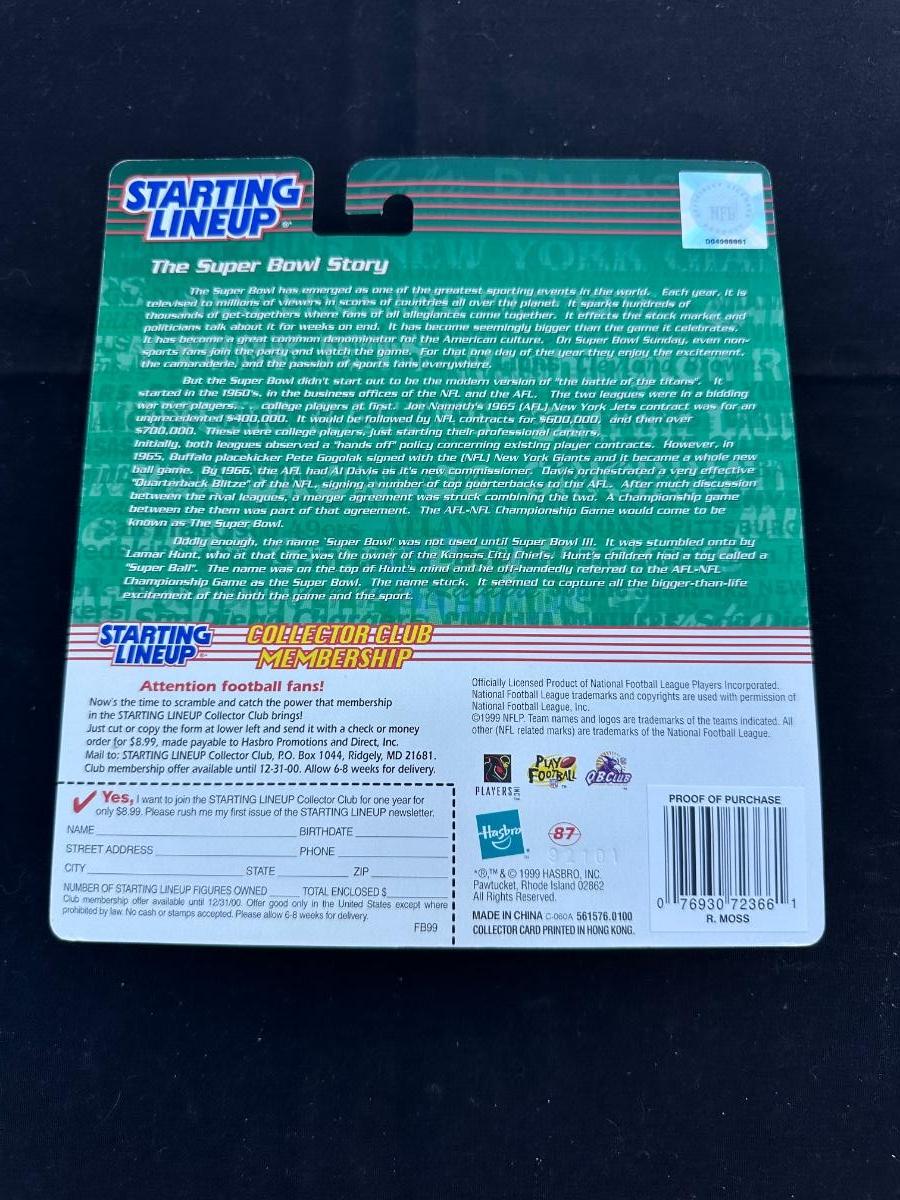 STARTING
LINEUP®
NFL
D04999991
The Super Bowl Story
The Super Bowl has emerged as one of the greatest sporting events in the world. Each year, it is
televised to millions of viewers in scores of countries all over the planet. It sparks hundreds of
thousands of get-togethers where fans of all allegiances come together. It effects the stock market and
politicians talk about it for weeks on end. It has become seemingly bigger than the game it celebrates.
It has become a great common denominator for the American culture. On Super Bowl Sunday, even non-
sports fans join the party and watch the game. For that one day of the year they enjoy the excitement,
the camaraderie, and the passion of sports fans everywhere.
But the Super Bowl didn't start out to be the modern version of "the battle of the titans". It
started in the 1960's, in the business offices of the NFL and the AFL. The two leagues were in a bidding
war over players. . . college players at first. Joe Namath's 1965 (AFL) New York Jets contract was for an
unprecedented $400,000. It would be followed by NFL contracts for $600,000, and then over
$700,000. These were college players, just starting their professional careers.
Initially, both leagues observed a "hands off" policy concerning existing player contracts. However, in
1965, Buffalo placekicker Pete Gogolak signed with the (NFL) New York Giants and it became a whole new
ball game. By 1966, the AFL had Al Davis as it's new commissioner. Davis orchestrated a very effective
"Quarterback Blitze" of the NFL, signing a number of top quarterbacks to the AFL. After much discussion
between the rival leagues, a merger agreement was struck combining the two. A championship game
between the them was part of that agreement. The AFL-NFL Championship Game would come to be
known as The Super Bowl.
Oddly enough, the name 'Super Bowl' was not used until Super Bowl III. It was stumbled onto by
Lamar Hunt, who at that time was the owner of the Kansas City Chiefs. Hunt's children had a toy called a
"Super Ball". The name was on the top of Hunt's mind and he off-handedly referred to the AFL-NFL
Championship Game as the Super Bowl. The name stuck. It seemed to capture all the bigger-than-life
excitement of the both the game and the sport.
STARTING
LINEUP®
COLLECTOR CLUB
MEMBERSHIP
Attention football fans!
Now's the time to scramble and catch the power that membership
in the STARTING LINEUP Collector Club brings!
Just cut or copy the form at lower left and send it with a check or money
order for $8.99, made payable to Hasbro Promotions and Direct, Inc.
Mail to: STARTING LINEUP Collector Club, P.O. Box 1044, Ridgely, MD 21681.
Club membership offer available until 12-31-00. Allow 6-8 weeks for delivery.
Yes, I want to join the STARTING LINEUP Collector Club for one year for
only $8.99. Please rush me my first issue of the STARTING LINEUP newsletter.
NAME BIRTHDATE
STREET ADDRESS PHONE
CITY STATE ZIP
NUMBER OF STARTING LINEUP FIGURES OWNED TOTAL ENCLOSED $
Club membership offer available until 12/31/00. Offer good only in the United States except where
prohibited by law. No cash or stamps accepted. Please allow 6-8 weeks for delivery.
FB99
Officially Licensed Product of National Football League Players Incorporated.
National Football League trademarks and copyrights are used with permission of
National Football League, Inc.
©1999 NFLP. Team names and logos are trademarks of the teams indicated. All
other (NFL related marks) are trademarks of the National Football League.
PLAYERS INC
PLAY
FOOTBALL
QB CLUB
Hasbro
87
92101
*®,™ & © 1999 HASBRO, INC.
Pawtucket, Rhode Island 02862
All Rights Reserved.
MADE IN CHINA C-060A 561576.0100
COLLECTOR CARD PRINTED IN HONG KONG.
PROOF OF PURCHASE
0 76930 72366 1
R. MOSS